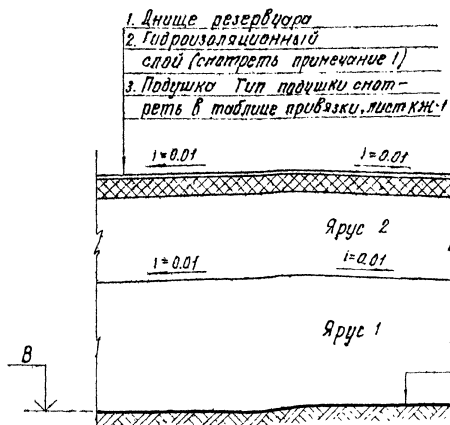 1. Днище резервуара
2. Гидроизоляционный
слой (смотреть примечание 1)
3. Подушка Тип подушки смот-
реть в таблице привязки, лист КЖ-1
i=0.01 i=0.01
Ярус 2
i=0.01 i=0.01
Ярус 1
В